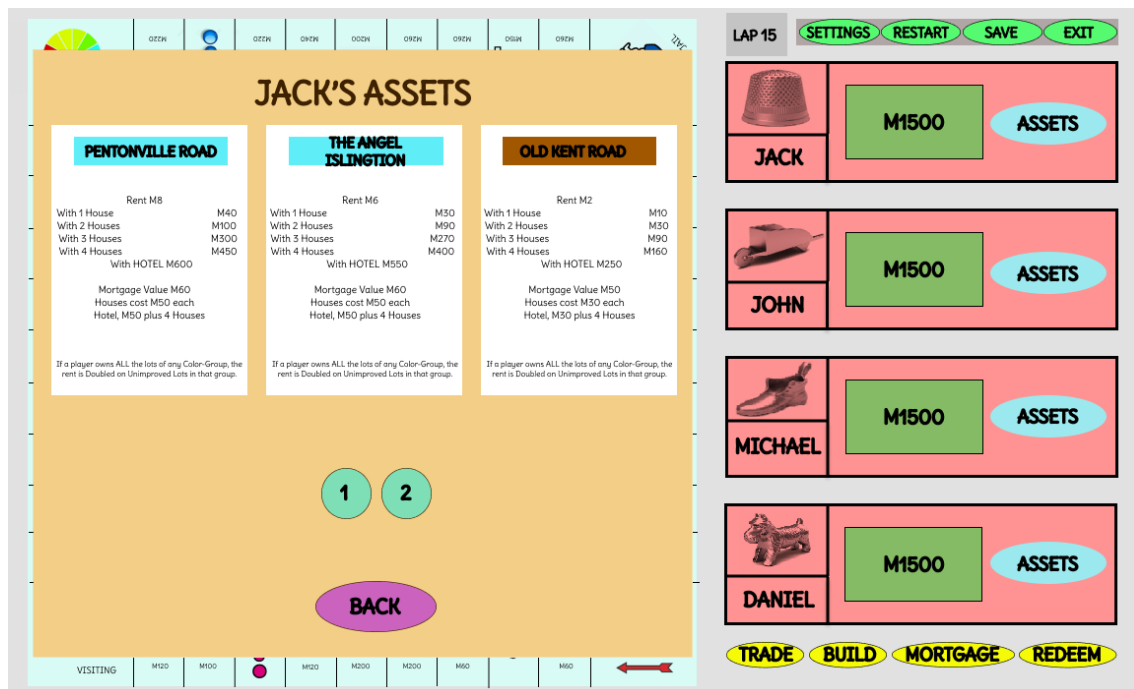 LAP 15
SETTINGS
RESTART
SAVE
EXIT
M220
M220
M240
M200
M260
M260
M150
M260
JAIL
JACK'S ASSETS
PENTONVILLE ROAD
Rent M8
With 1 House M40
With 2 Houses M100
With 3 Houses M300
With 4 Houses M450
With HOTEL M600
Mortgage Value M60
Houses cost M50 each
Hotel, M50 plus 4 Houses
If a player owns ALL the lots of any Color-Group, the
rent is Doubled on Unimproved Lots in that group.
THE ANGEL
ISLINGTION
Rent M6
With 1 House M30
With 2 Houses M90
With 3 Houses M270
With 4 Houses M400
With HOTEL M550
Mortgage Value M60
Houses cost M50 each
Hotel, M50 plus 4 Houses
If a player owns ALL the lots of any Color-Group, the
rent is Doubled on Unimproved Lots in that group.
OLD KENT ROAD
Rent M2
With 1 House M10
With 2 Houses M30
With 3 Houses M90
With 4 Houses M160
With HOTEL M250
Mortgage Value M50
Houses cost M30 each
Hotel, M30 plus 4 Houses
If a player owns ALL the lots of any Color-Group, the
rent is Doubled on Unimproved Lots in that group.
1
2
BACK
VISITING
M120
M100
M120
M200
M200
M60
M60
JACK
M1500
ASSETS
JOHN
M1500
ASSETS
MICHAEL
M1500
ASSETS
DANIEL
M1500
ASSETS
TRADE
BUILD
MORTGAGE
REDEEM